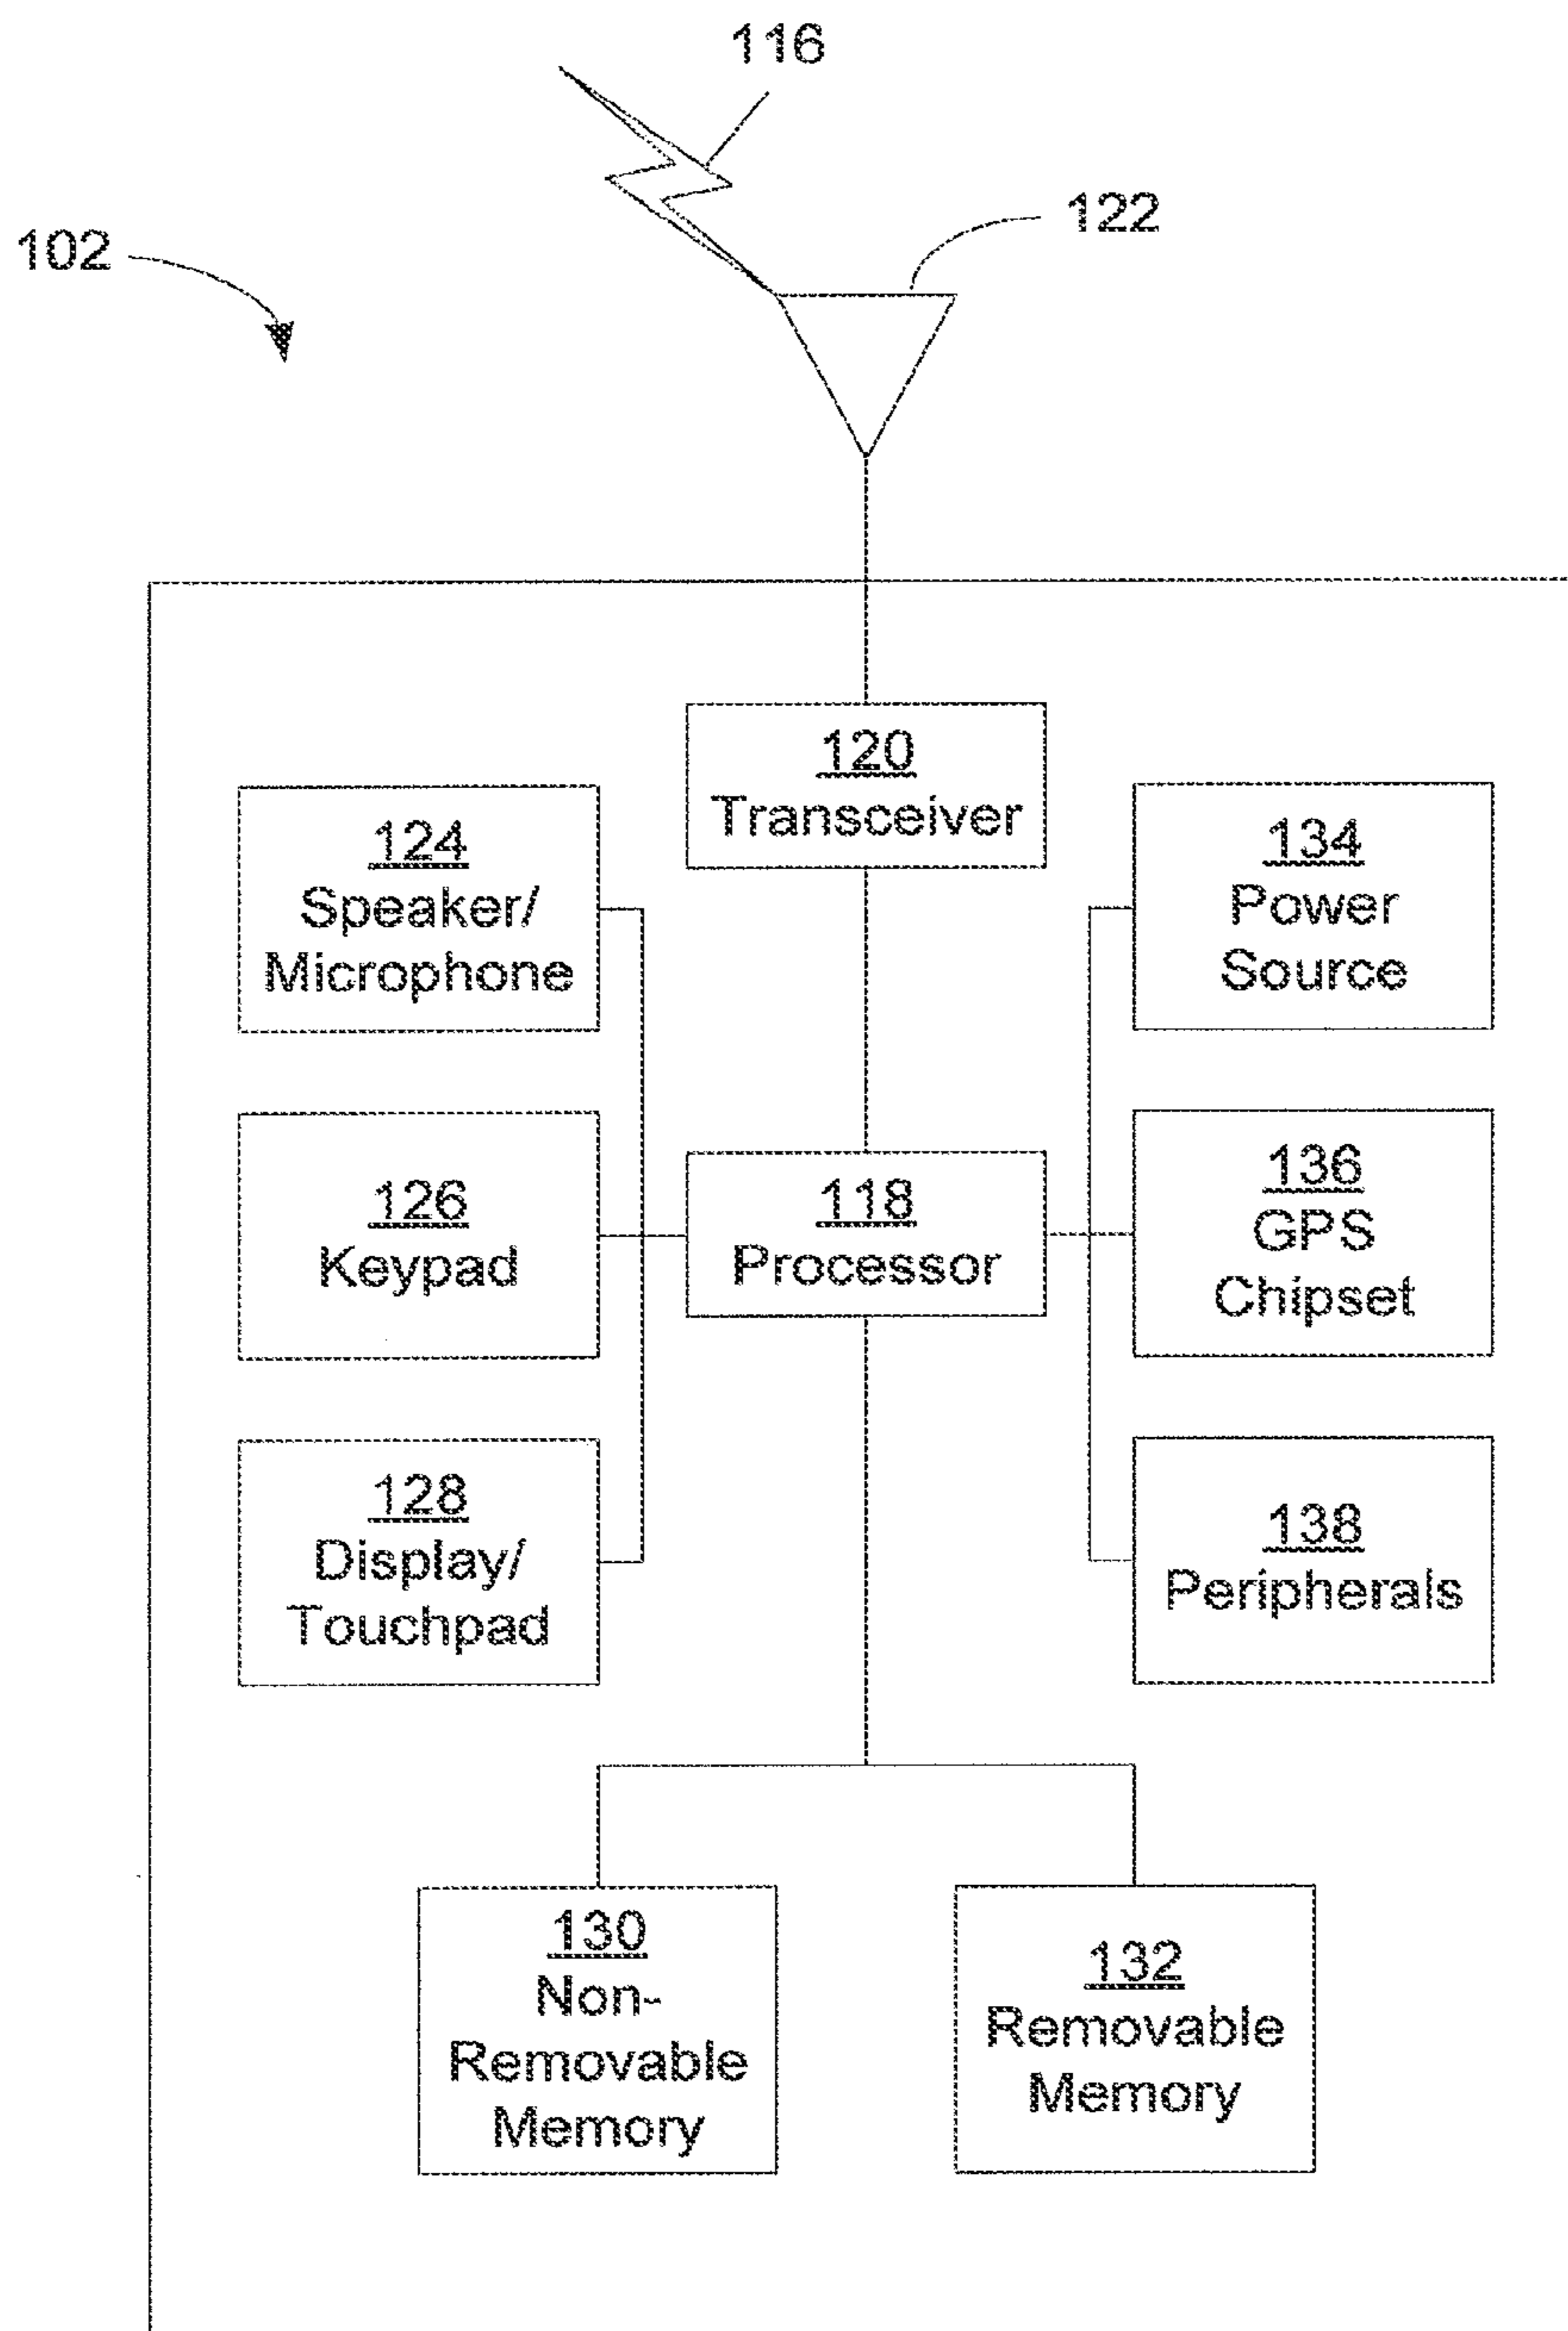 116
122
102
120
Transceiver
124
Speaker/
Microphone
134
Power
Source
126
Keypad
118
Processor
136
GPS
Chipset
128
Display/
Touchpad
138
Peripherals
130
Non-
Removable
Memory
132
Removable
Memory